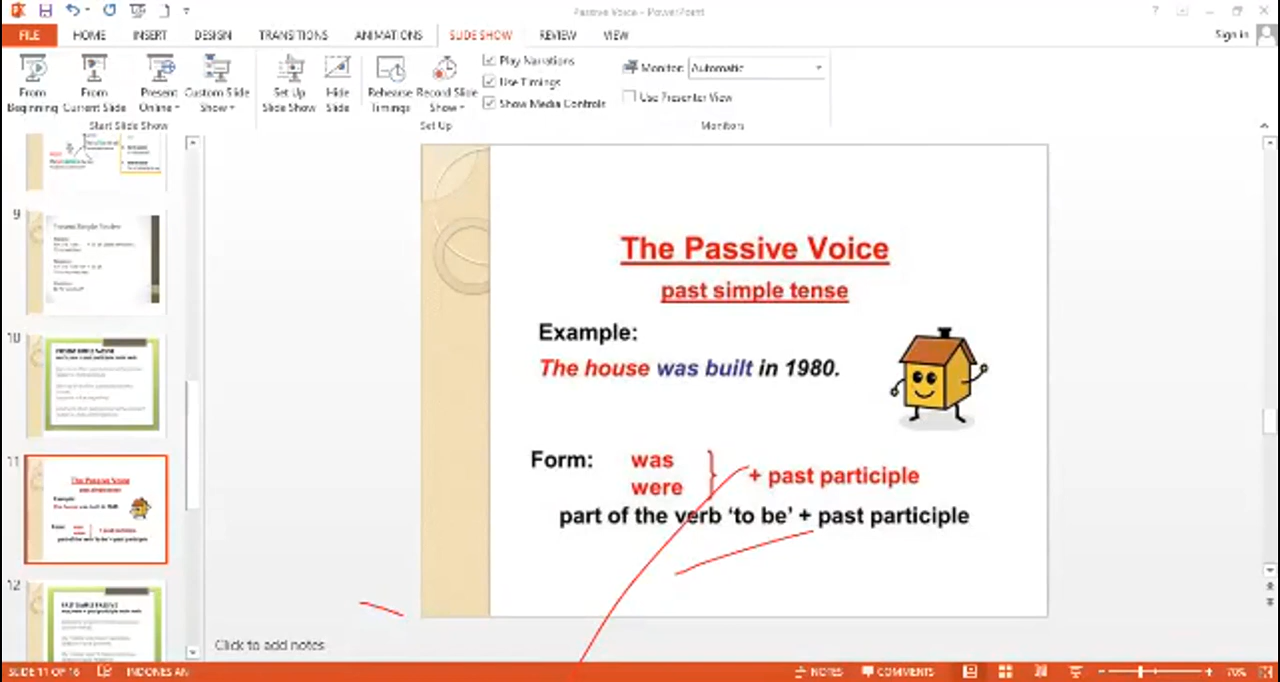 Passive Voice - PowerPoint
FILE HOME INSERT DESIGN TRANSITIONS ANIMATIONS SLIDE SHOW REVIEW VIEW Sign in
From Beginning
From Current Slide
Present Online
Custom Slide Show
Set Up Slide Show
Hide Slide
Rehearse Timings
Record Slide Show
Play Narrations
Use Timings
Show Media Controls
Monitor: Automatic
Use Presenter View
Start Slide Show
Set Up
Monitors
9
10
11
12
The Passive Voice
past simple tense
Example:
The house was built in 1980.
Form: was
were
} + past participle
part of the verb ‘to be’ + past participle
Click to add notes
SLIDE 11 OF 16 INDONESIAN NOTES COMMENTS 70%